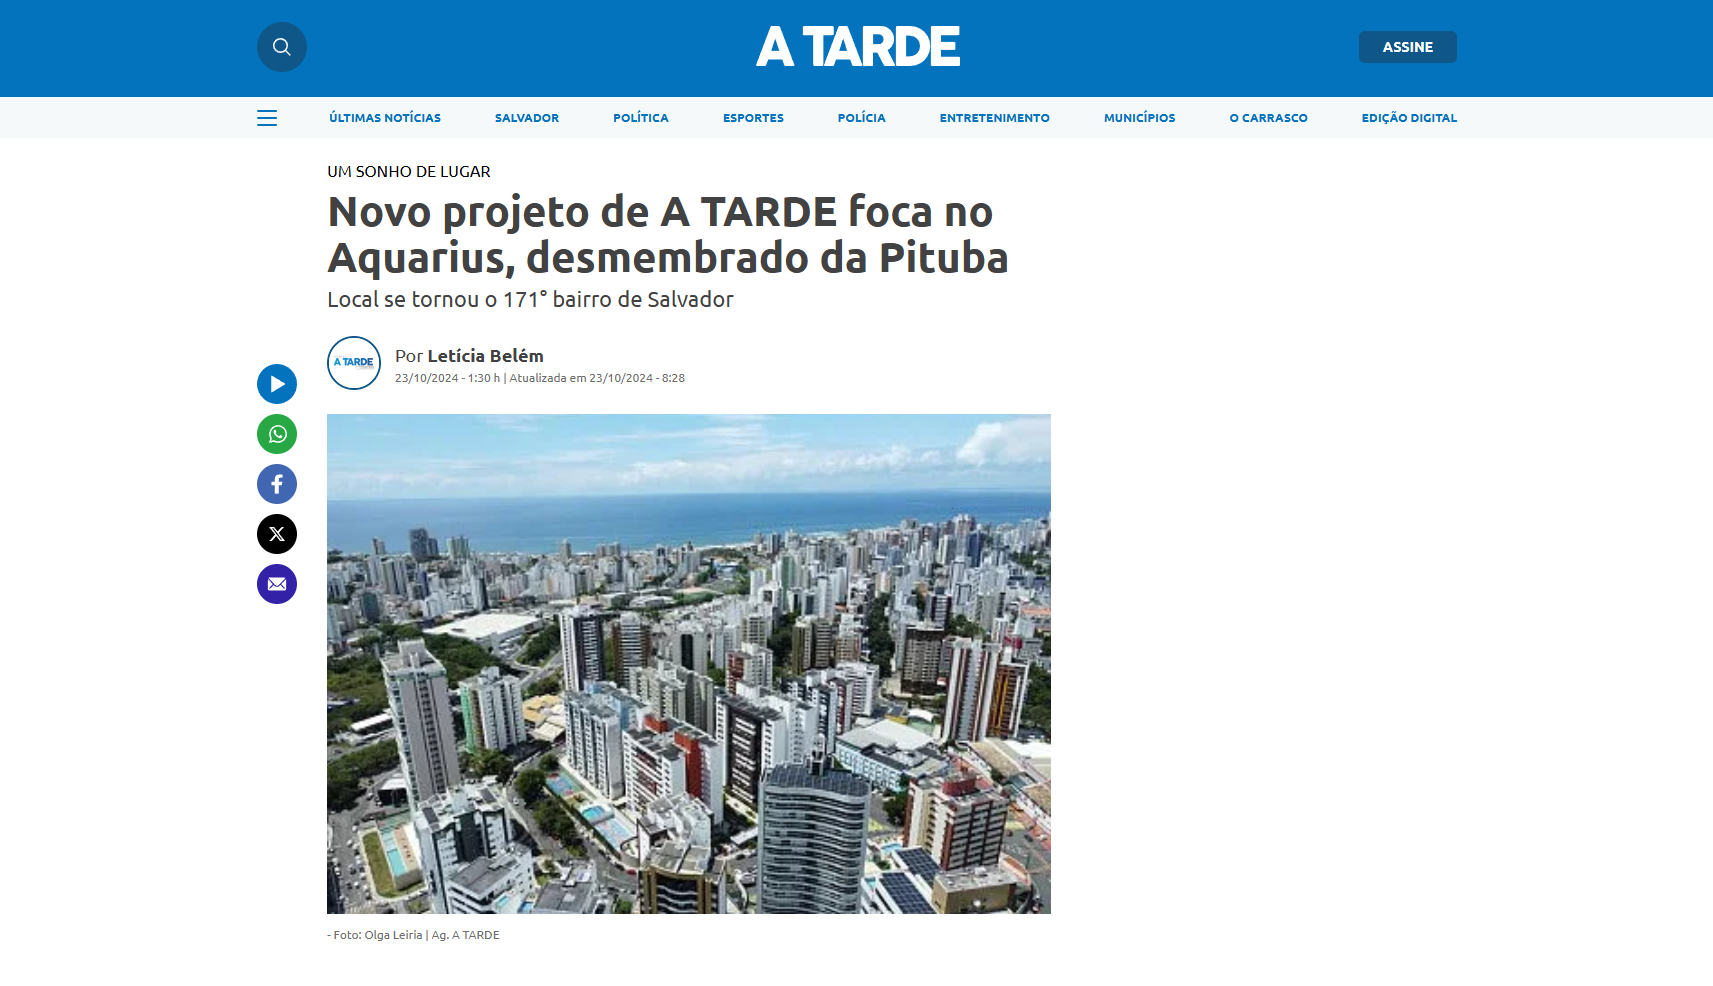 A TARDE
ASSINE
ÚLTIMAS NOTÍCIAS SALVADOR POLÍTICA ESPORTES POLÍCIA ENTRETENIMENTO MUNICÍPIOS O CARRASCO EDIÇÃO DIGITAL
UM SONHO DE LUGAR
Novo projeto de A TARDE foca no
Aquarius, desmembrado da Pituba
Local se tornou o 171° bairro de Salvador
A TARDE
Por Letícia Belém
23/10/2024 - 1:30 h | Atualizada em 23/10/2024 - 8:28
- Foto: Olga Leiria | Ag. A TARDE